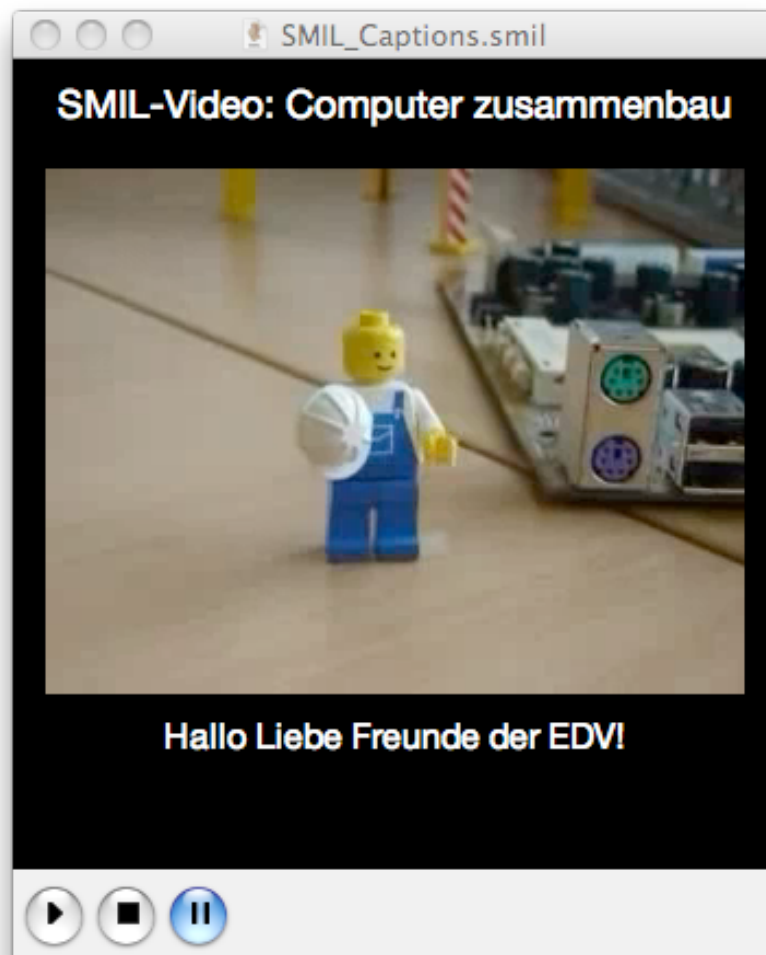 SMIL_Captions.smil
SMIL-Video: Computer zusammenbau
Hallo Liebe Freunde der EDV!